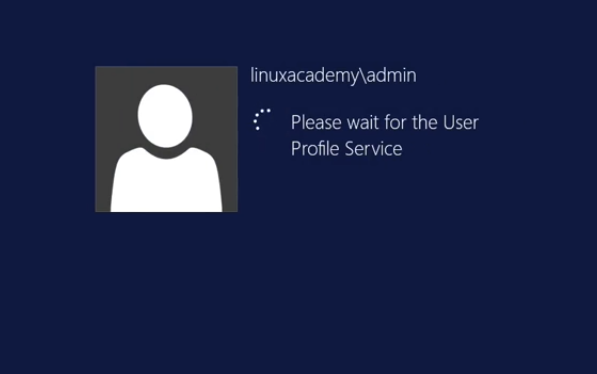 linuxacademy\admin
Please wait for the User
Profile Service